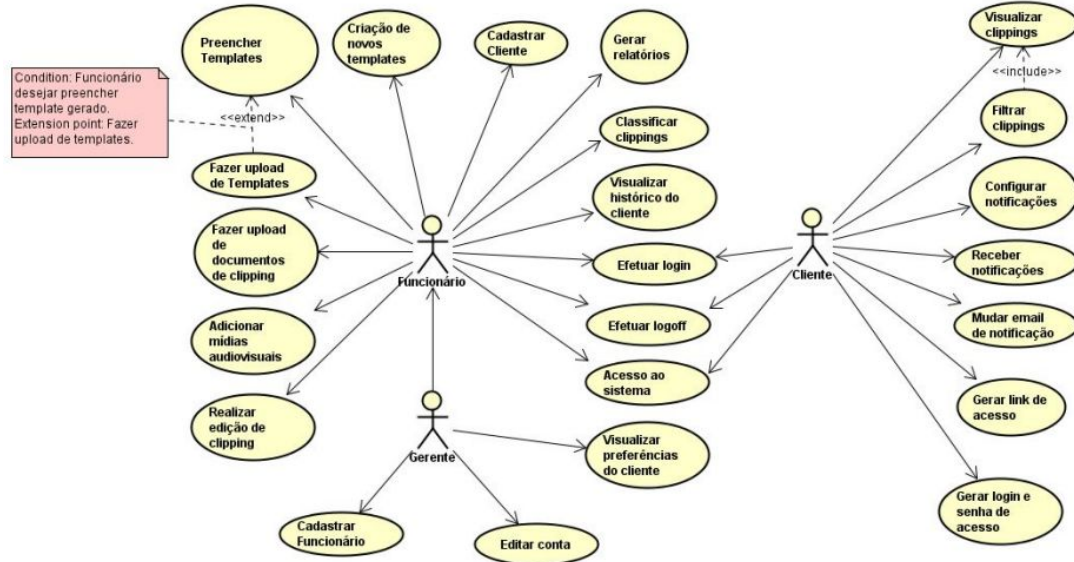 Preencher
Templates
Criação de
novos
templates
Cadastrar
Cliente
Gerar
relatórios
Visualizar
clippings
Condition: Funcionário
desejar preencher
template gerado.
Extension point: Fazer
upload de templates.
<<extend>>
<<include>>
Classificar
clippings
Filtrar
clippings
Fazer upload
de Templates
Visualizar
histórico do
cliente
Configurar
notificações
Fazer upload
de
documentos
de clipping
Funcionário
Efetuar login
Cliente
Receber
notificações
Adicionar
mídias
audiovisuais
Efetuar logoff
Mudar email
de notificação
Acesso ao
sistema
Gerar link de
acesso
Realizar
edição de
clipping
Gerente
Visualizar
preferências
do cliente
Gerar login e
senha de
acesso
Cadastrar
Funcionário
Editar conta